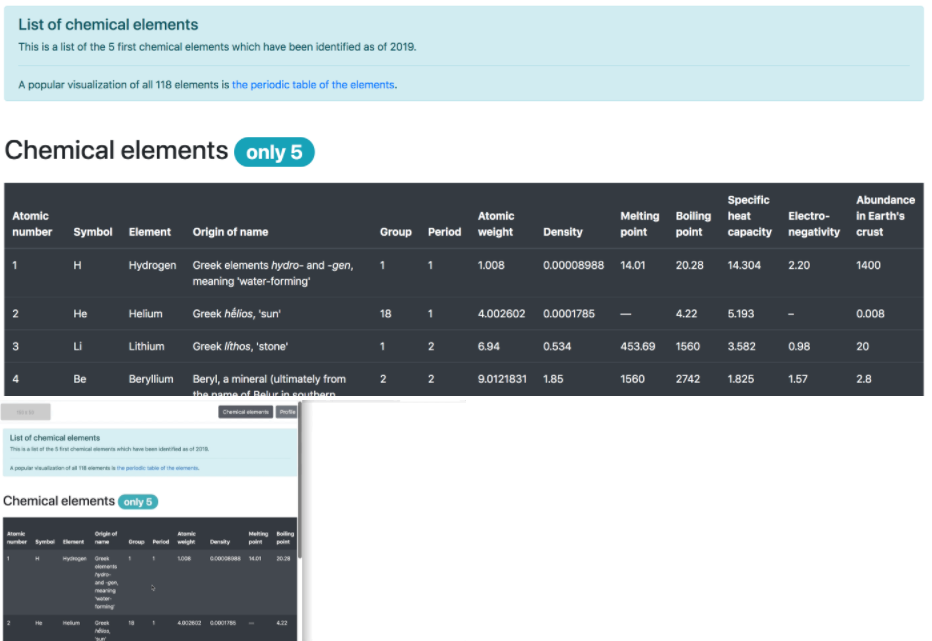 List of chemical elements
This is a list of the 5 first chemical elements which have been identified as of 2019.
A popular visualization of all 118 elements is the periodic table of the elements.
Chemical elements only 5
Atomic number Symbol Element Origin of name Group Period Atomic weight Density Melting point Boiling point Specific heat capacity Electro-negativity Abundance in Earth's crust
1 H Hydrogen Greek elements hydro- and -gen, 1 1 1.008 0.00008988 14.01 20.28 14.304 2.20 1400
meaning 'water-forming'
2 He Helium Greek hḗlios, 'sun' 18 1 4.002602 0.0001785 — 4.22 5.193 – 0.008
3 Li Lithium Greek líthos, 'stone' 1 2 6.94 0.534 453.69 1560 3.582 0.98 20
4 Be Beryllium Beryl, a mineral (ultimately from 2 2 9.0121831 1.85 1560 2742 1.825 1.57 2.8
the name of Belur in southern
Chemical elements Profile
List of chemical elements
This is a list of the 5 first chemical elements which have been identified as of 2019.
A popular visualization of all 118 elements is the periodic table of the elements.
Chemical elements only 5
Atomic number Symbol Element Origin of name Group Period Atomic weight Density Melting point Boiling point
1 H Hydrogen Greek 1 1 1.008 0.00008988 14.01 20.28
elements
hydro-
and -gen,
meaning
'water-
forming'
2 He Helium Greek 18 1 4.002602 0.0001785 — 4.22
hḗlios,
'sun'